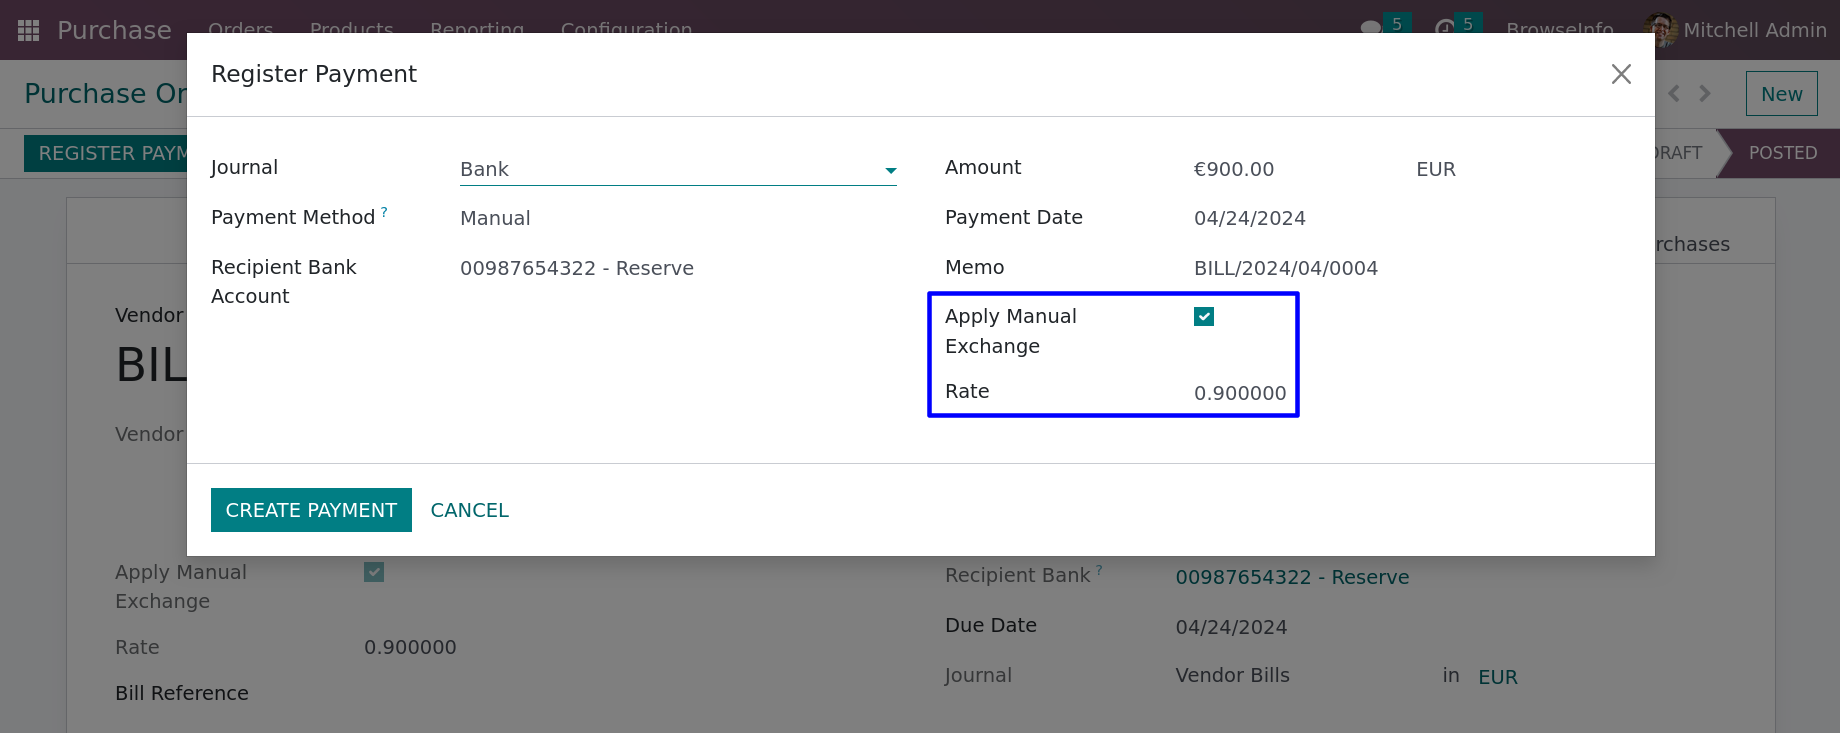 Purchase Orders Products Reporting Configuration 5 5 BrowseInfo Mitchell Admin
Register Payment
Purchase Or New
REGISTER PAYM DRAFT POSTED
Journal Bank Amount €900.00 EUR
Payment Method ? Manual Payment Date 04/24/2024
rchases
Recipient Bank 00987654322 - Reserve Memo BILL/2024/04/0004
Account
Vendor Apply Manual
Exchange
BIL
Rate 0.900000
Vendor
CREATE PAYMENT CANCEL
Apply Manual Recipient Bank ? 00987654322 - Reserve
Exchange
Due Date 04/24/2024
Rate 0.900000
Journal Vendor Bills in EUR
Bill Reference